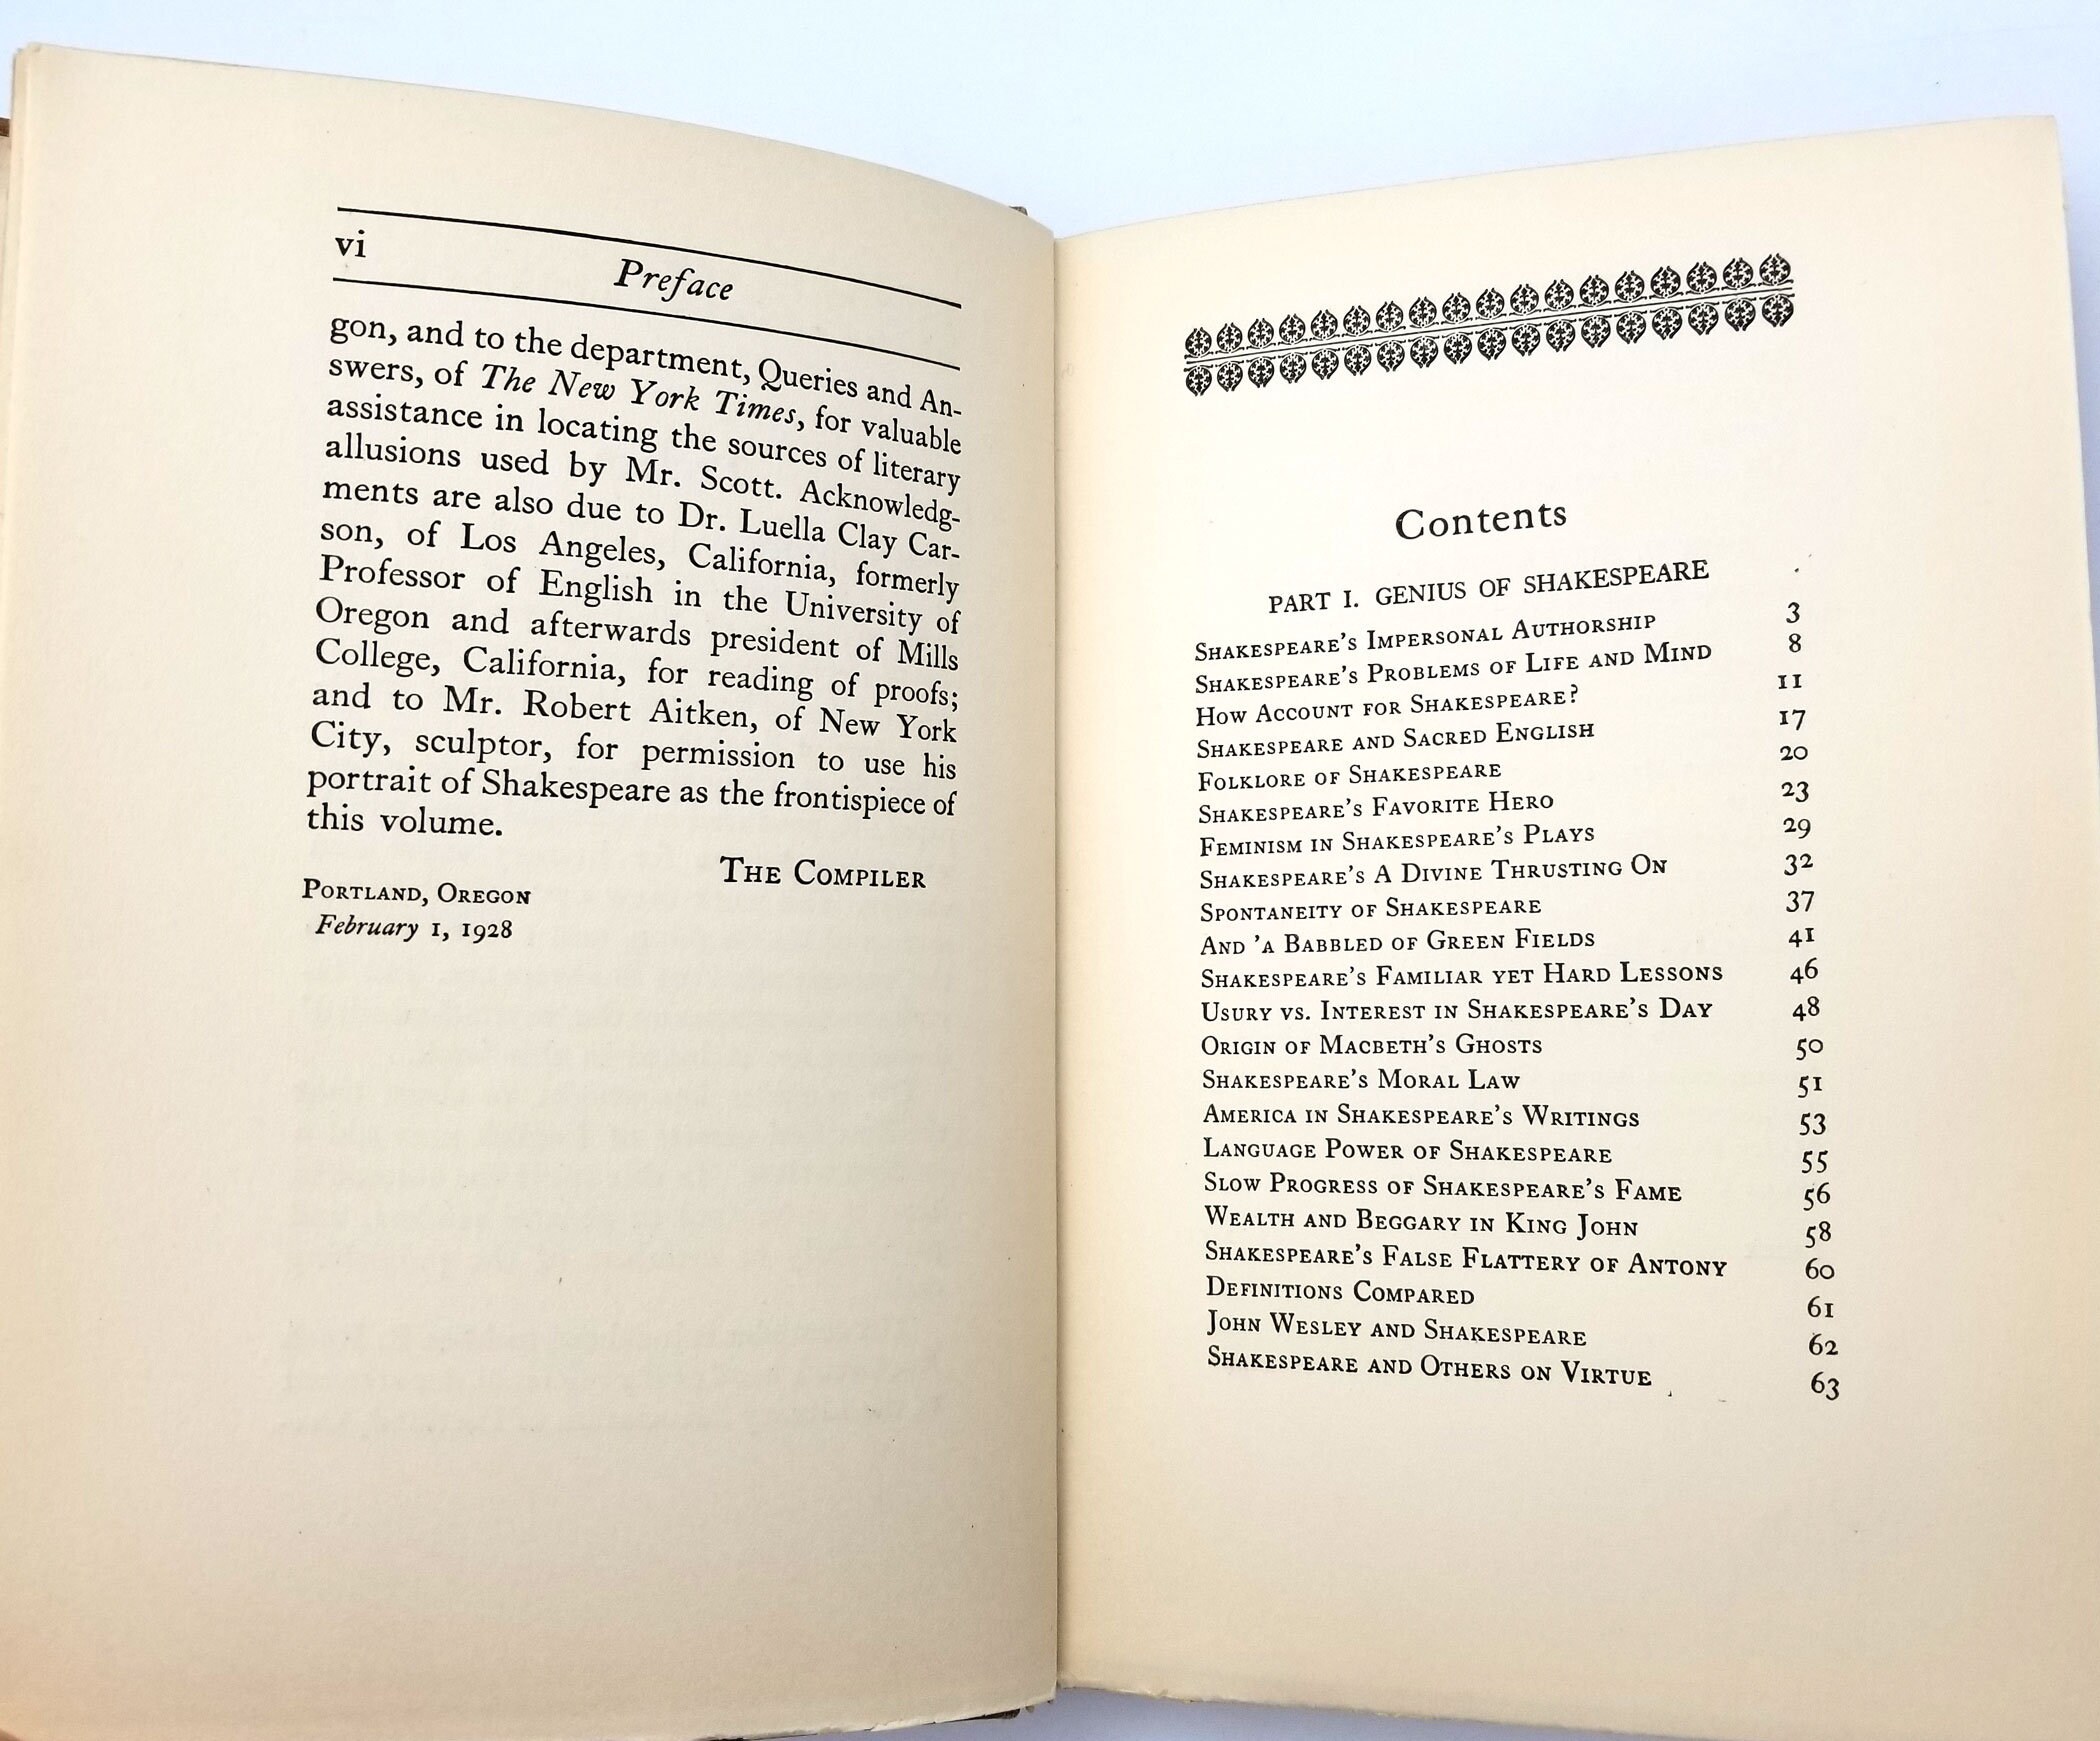 vi
Preface
gon, and to the department, Queries and An-
swers, of The New York Times, for valuable
assistance in locating the sources of literary
allusions used by Mr. Scott. Acknowledg-
ments are also due to Dr. Luella Clay Car-
son, of Los Angeles, California, formerly
Professor of English in the University of
Oregon and afterwards president of Mills
College, California, for reading of proofs;
and to Mr. Robert Aitken, of New York
City, sculptor, for permission to use his
portrait of Shakespeare as the frontispiece of
this volume.
THE COMPILER
PORTLAND, OREGON
February 1, 1928
Contents
PART I. GENIUS OF SHAKESPEARE
SHAKESPEARE'S IMPERSONAL AUTHORSHIP 3
SHAKESPEARE'S PROBLEMS OF LIFE AND MIND 8
HOW ACCOUNT FOR SHAKESPEARE? 11
SHAKESPEARE AND SACRED ENGLISH 17
FOLKLORE OF SHAKESPEARE 20
SHAKESPEARE'S FAVORITE HERO 23
FEMINISM IN SHAKESPEARE'S PLAYS 29
SHAKESPEARE'S A DIVINE THRUSTING ON 32
SPONTANEITY OF SHAKESPEARE 37
AND 'A BABBLED OF GREEN FIELDS 41
SHAKESPEARE'S FAMILIAR YET HARD LESSONS 46
USURY VS. INTEREST IN SHAKESPEARE'S DAY 48
ORIGIN OF MACBETH'S GHOSTS 50
SHAKESPEARE'S MORAL LAW 51
AMERICA IN SHAKESPEARE'S WRITINGS 53
LANGUAGE POWER OF SHAKESPEARE 55
SLOW PROGRESS OF SHAKESPEARE'S FAME 56
WEALTH AND BEGGARY IN KING JOHN 58
SHAKESPEARE'S FALSE FLATTERY OF ANTONY 60
DEFINITIONS COMPARED 61
JOHN WESLEY AND SHAKESPEARE 62
SHAKESPEARE AND OTHERS ON VIRTUE 63